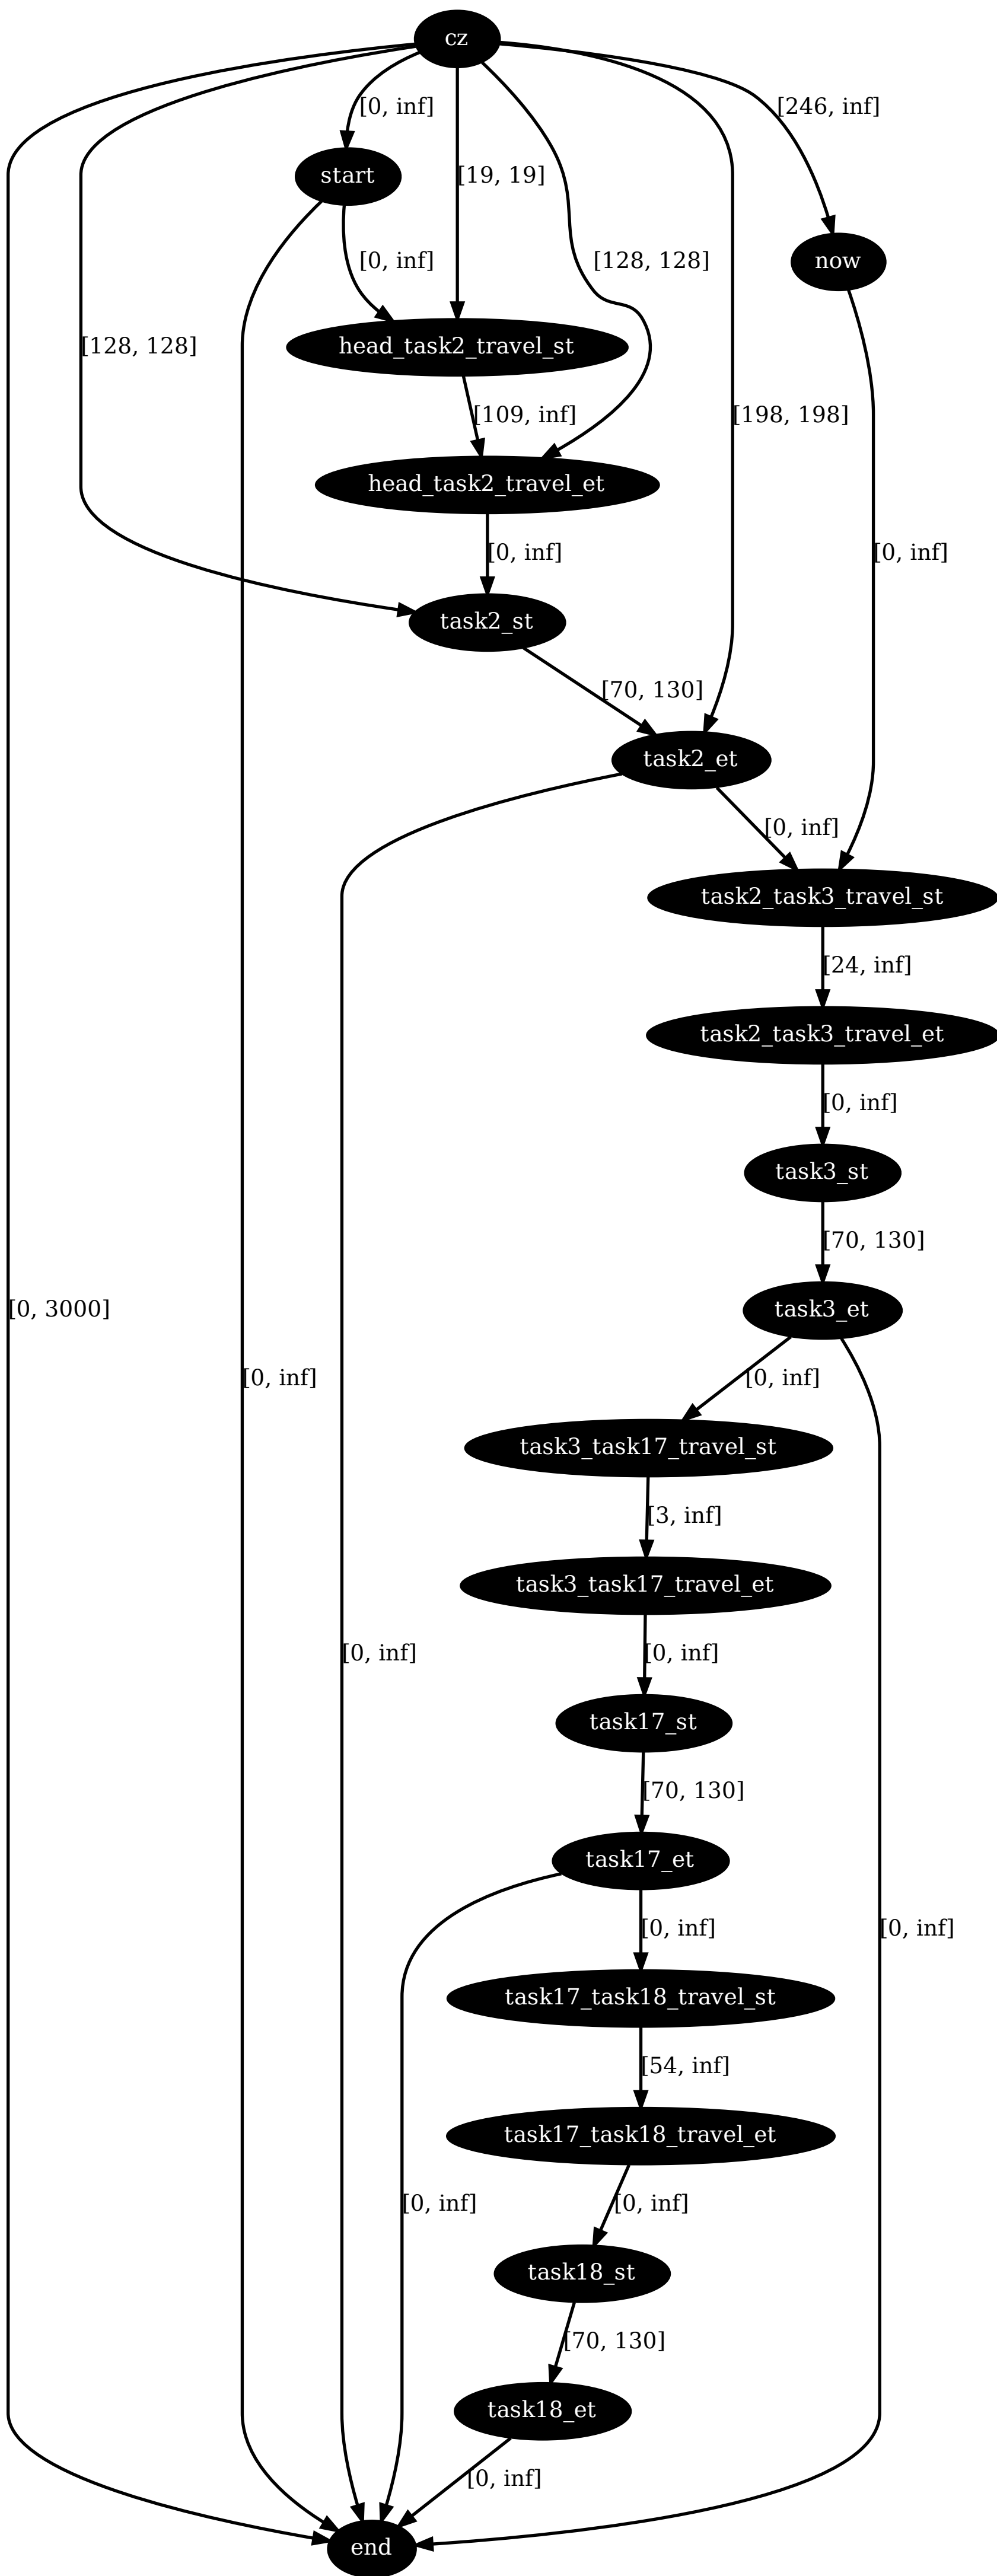 cz
[0, inf]
[246, inf]
start
[19, 19]
now
[0, inf]
[128, 128]
[128, 128]
head_task2_travel_st
[109, inf]
[198, 198]
head_task2_travel_et
[0, inf]
[0, inf]
task2_st
[70, 130]
task2_et
[0, inf]
task2_task3_travel_st
[24, inf]
task2_task3_travel_et
[0, inf]
task3_st
[70, 130]
[0, 3000]
task3_et
[0, inf]
[0, inf]
task3_task17_travel_st
[3, inf]
task3_task17_travel_et
[0, inf]
[0, inf]
task17_st
[70, 130]
task17_et
[0, inf]
[0, inf]
task17_task18_travel_st
[54, inf]
task17_task18_travel_et
[0, inf]
[0, inf]
task18_st
[70, 130]
task18_et
[0, inf]
end